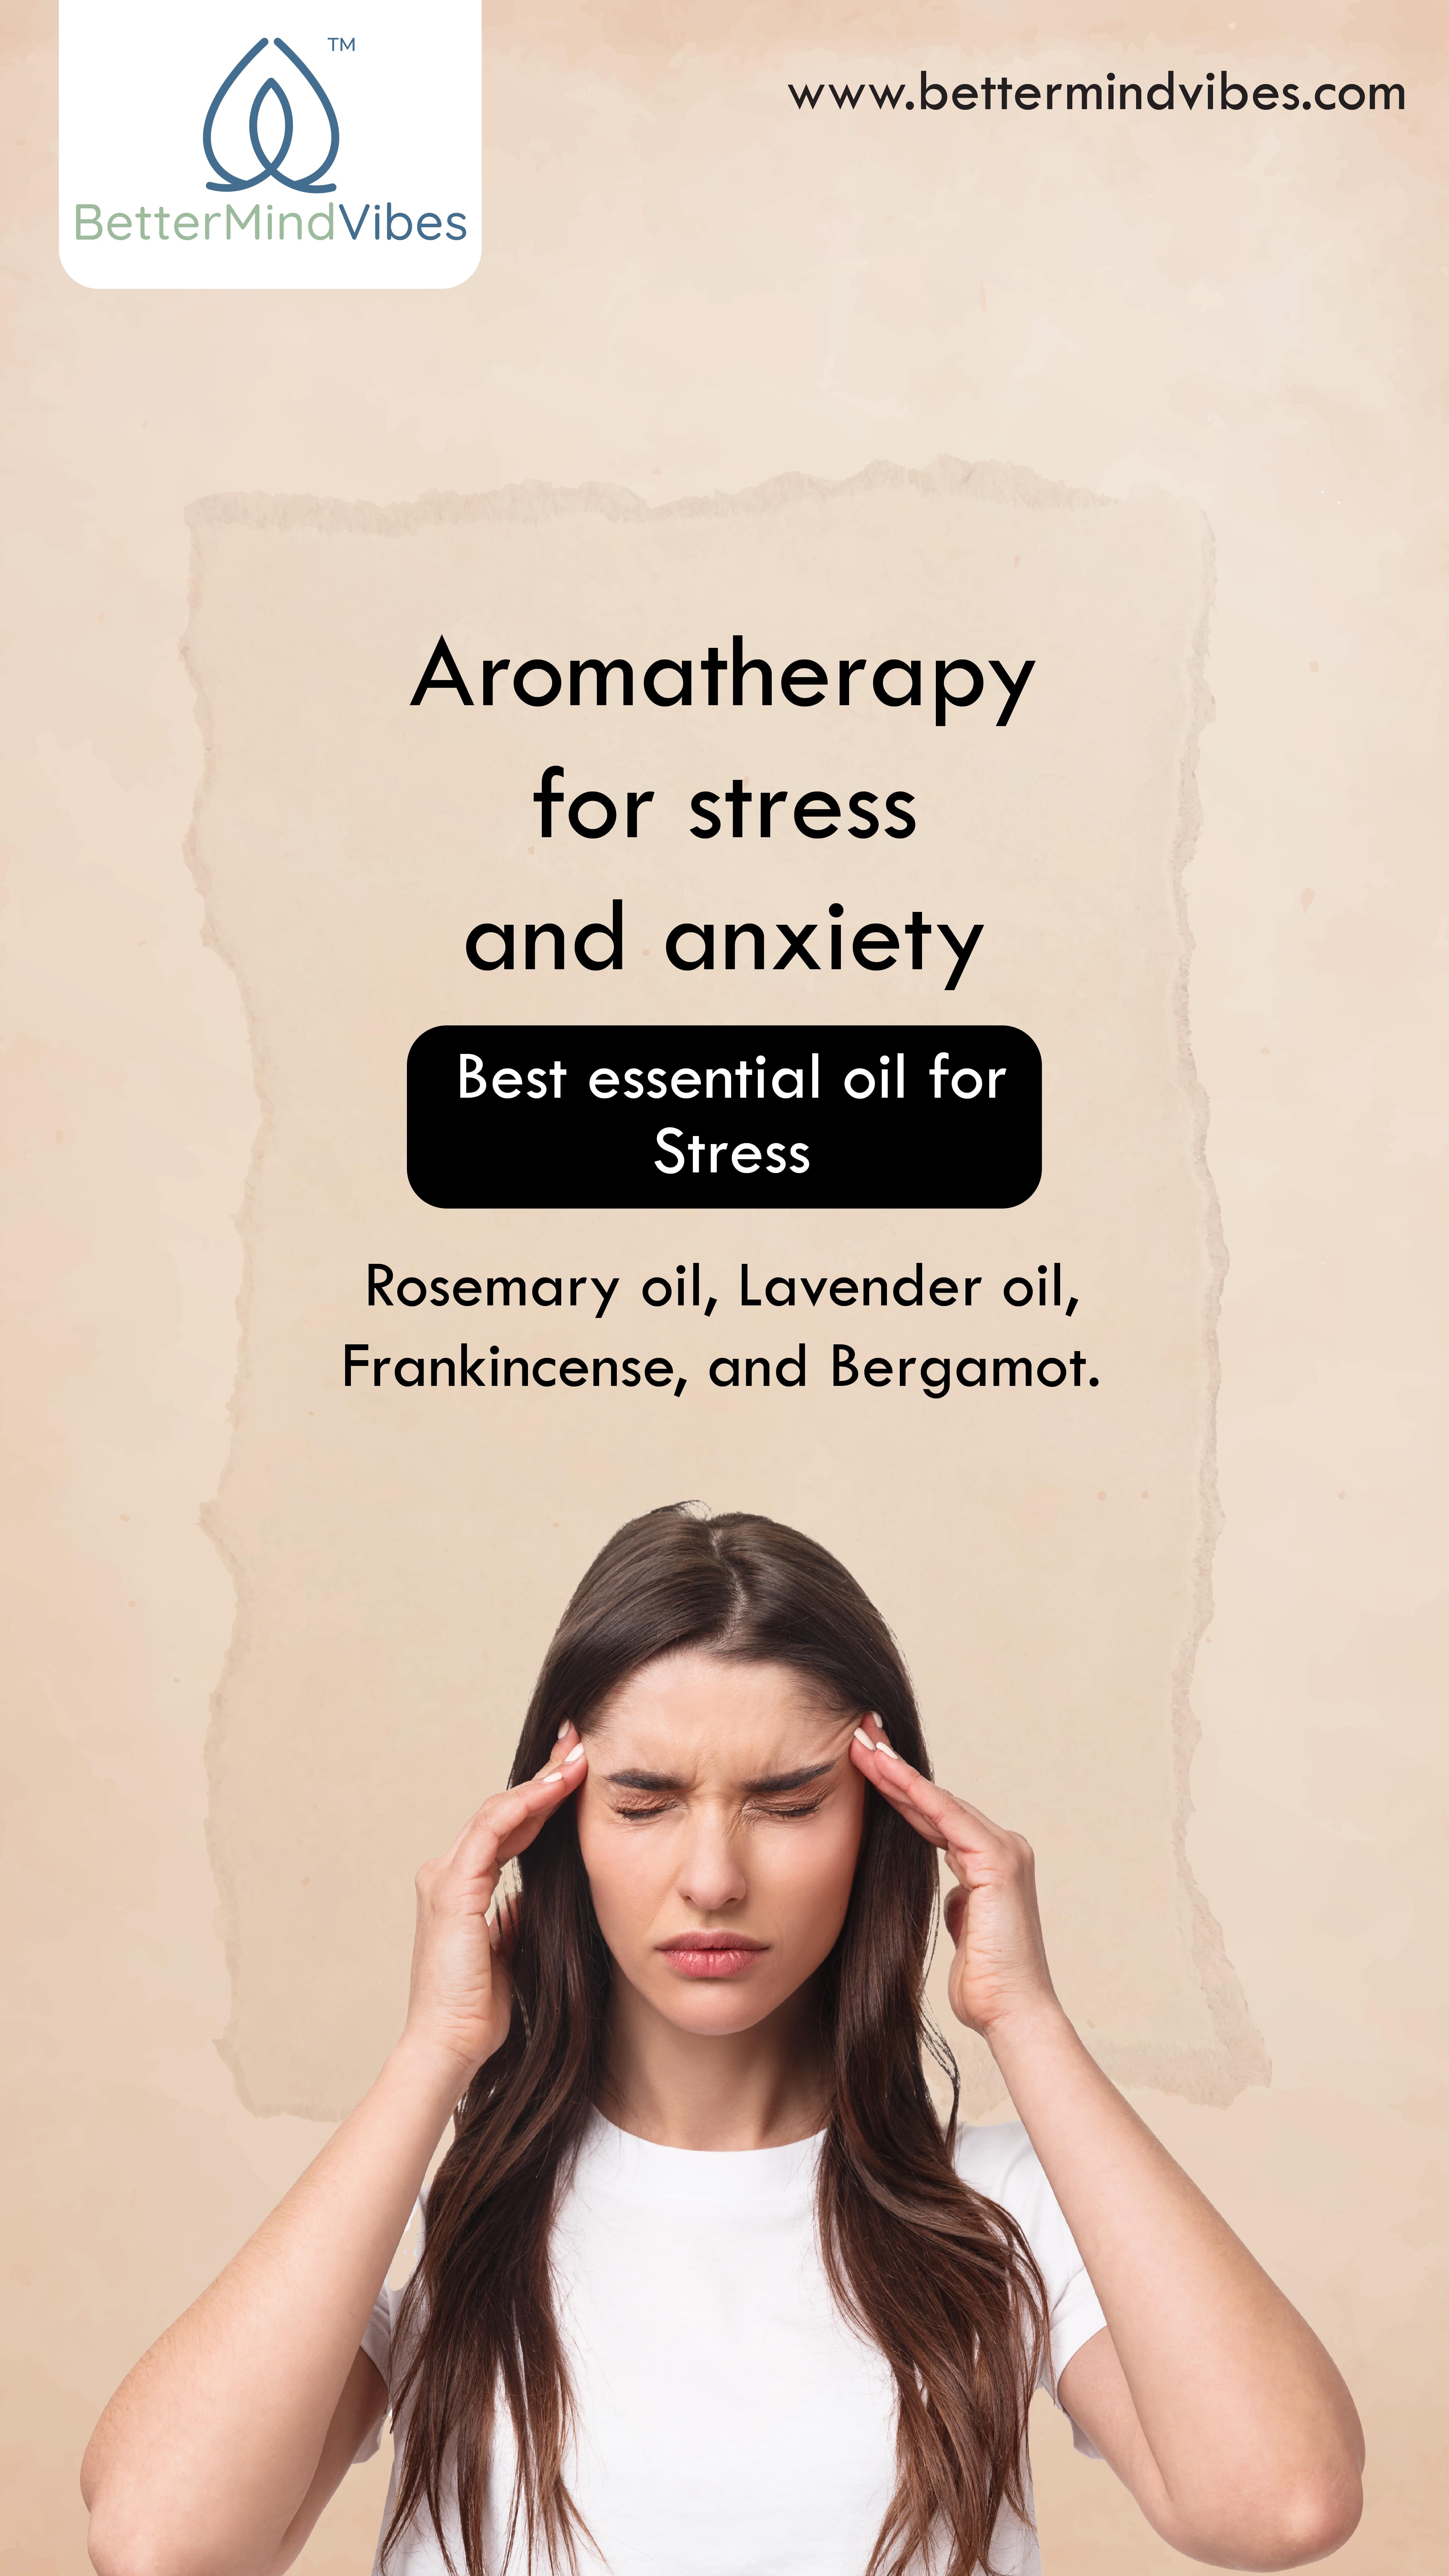 TM
BetterMindVibes
www.bettermindvibes.com
Aromatherapy
for stress
and anxiety
Best essential oil for
Stress
Rosemary oil, Lavender oil,
Frankincense, and Bergamot.